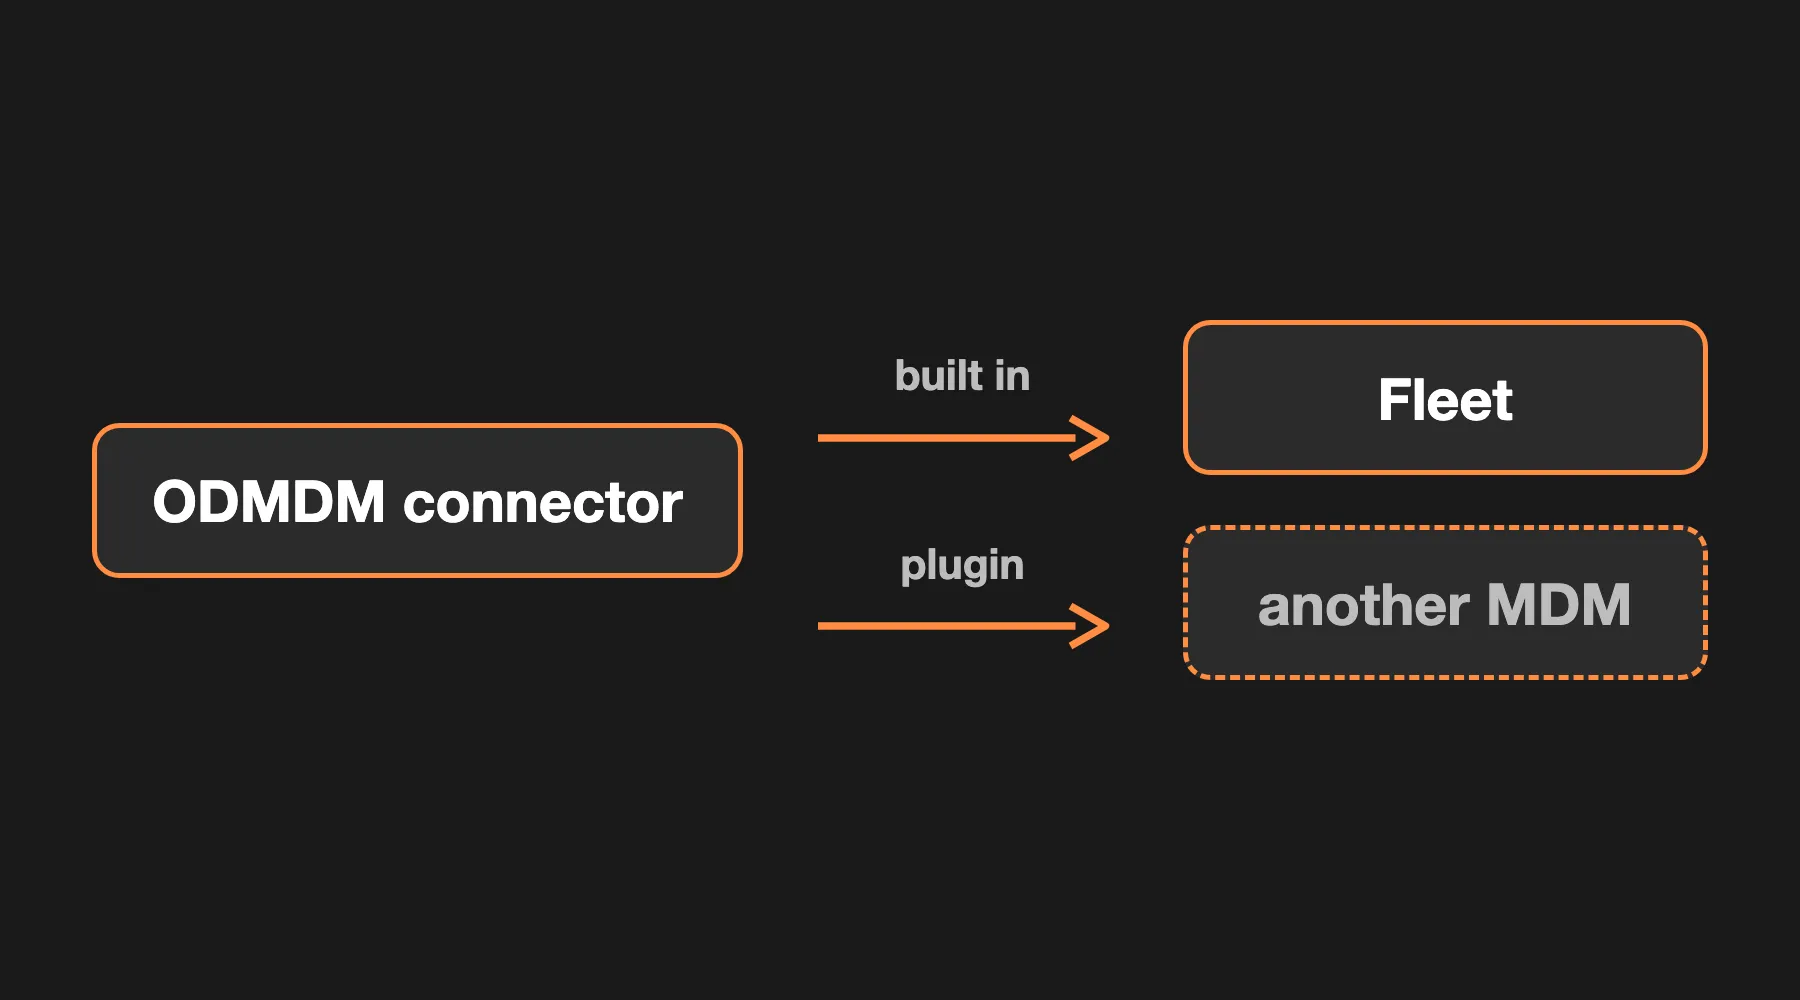 ODMDM connector
built in
Fleet
plugin
another MDM